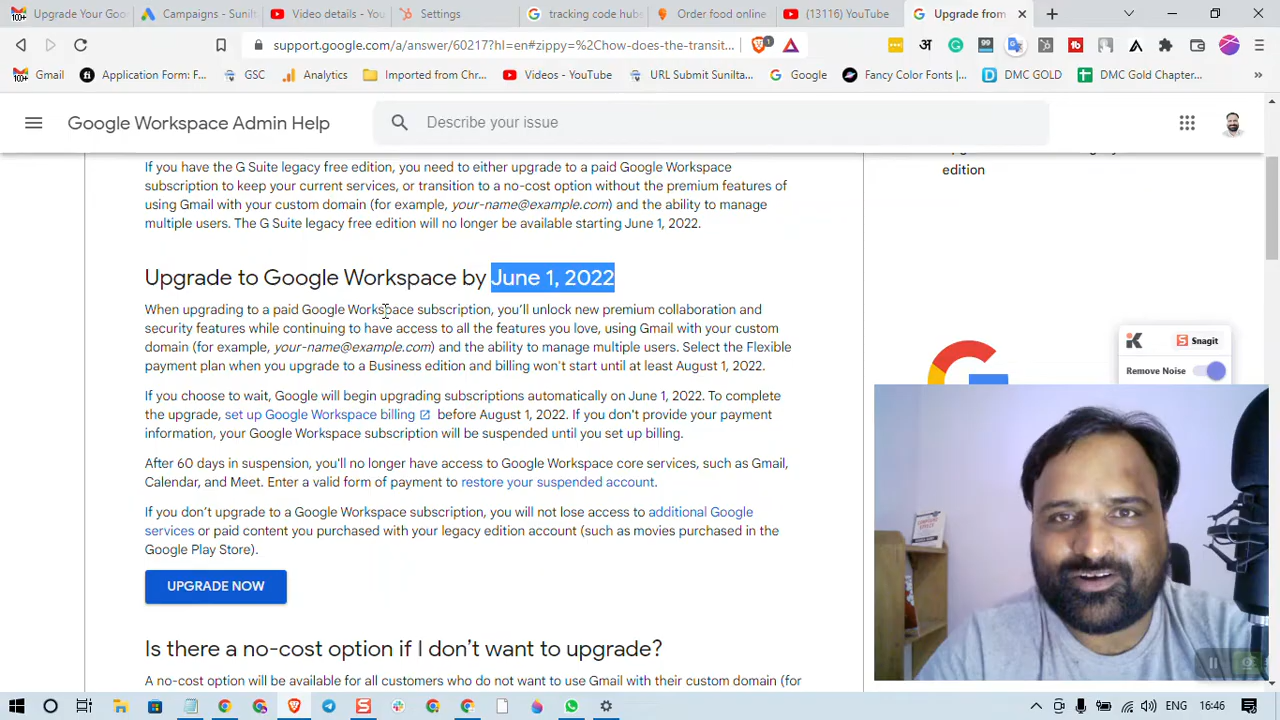 Upgrade Your Goo
Campaigns - Sunilt
Video details - You
Settings
tracking code hub
Order food online
(13116) YouTube
Upgrade from
support.google.com/a/answer/60217?hl=en#zippy=%2Chow-does-the-transit...
Gmail
Application Form: F...
GSC
Analytics
Imported from Chr...
Videos - YouTube
URL Submit Sunilta...
Google
Fancy Color Fonts |...
DMC GOLD
DMC Gold Chapter...
Google Workspace Admin Help
Describe your issue
edition
If you have the G Suite legacy free edition, you need to either upgrade to a paid Google Workspace
subscription to keep your current services, or transition to a no-cost option without the premium features of
using Gmail with your custom domain (for example, your-name@example.com) and the ability to manage
multiple users. The G Suite legacy free edition will no longer be available starting June 1, 2022.
Upgrade to Google Workspace by June 1, 2022
When upgrading to a paid Google Workspace subscription, you'll unlock new premium collaboration and
security features while continuing to have access to all the features you love, using Gmail with your custom
domain (for example, your-name@example.com) and the ability to manage multiple users. Select the Flexible
payment plan when you upgrade to a Business edition and billing won't start until at least August 1, 2022.
If you choose to wait, Google will begin upgrading subscriptions automatically on June 1, 2022. To complete
the upgrade, set up Google Workspace billing before August 1, 2022. If you don't provide your payment
information, your Google Workspace subscription will be suspended until you set up billing.
After 60 days in suspension, you'll no longer have access to Google Workspace core services, such as Gmail,
Calendar, and Meet. Enter a valid form of payment to restore your suspended account.
If you don't upgrade to a Google Workspace subscription, you will not lose access to additional Google
services or paid content you purchased with your legacy edition account (such as movies purchased in the
Google Play Store).
UPGRADE NOW
Is there a no-cost option if I don't want to upgrade?
A no-cost option will be available for all customers who do not want to use Gmail with their custom domain (for
Snagit
Remove Noise
ENG
16:46